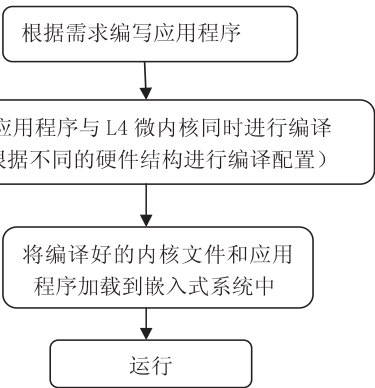 根据需求编写应用程序
应用程序与 L4 微内核同时进行编译
据不同的硬件结构进行编译配置）
将编译好的内核文件和应用
程序加载到嵌入式系统中
运行